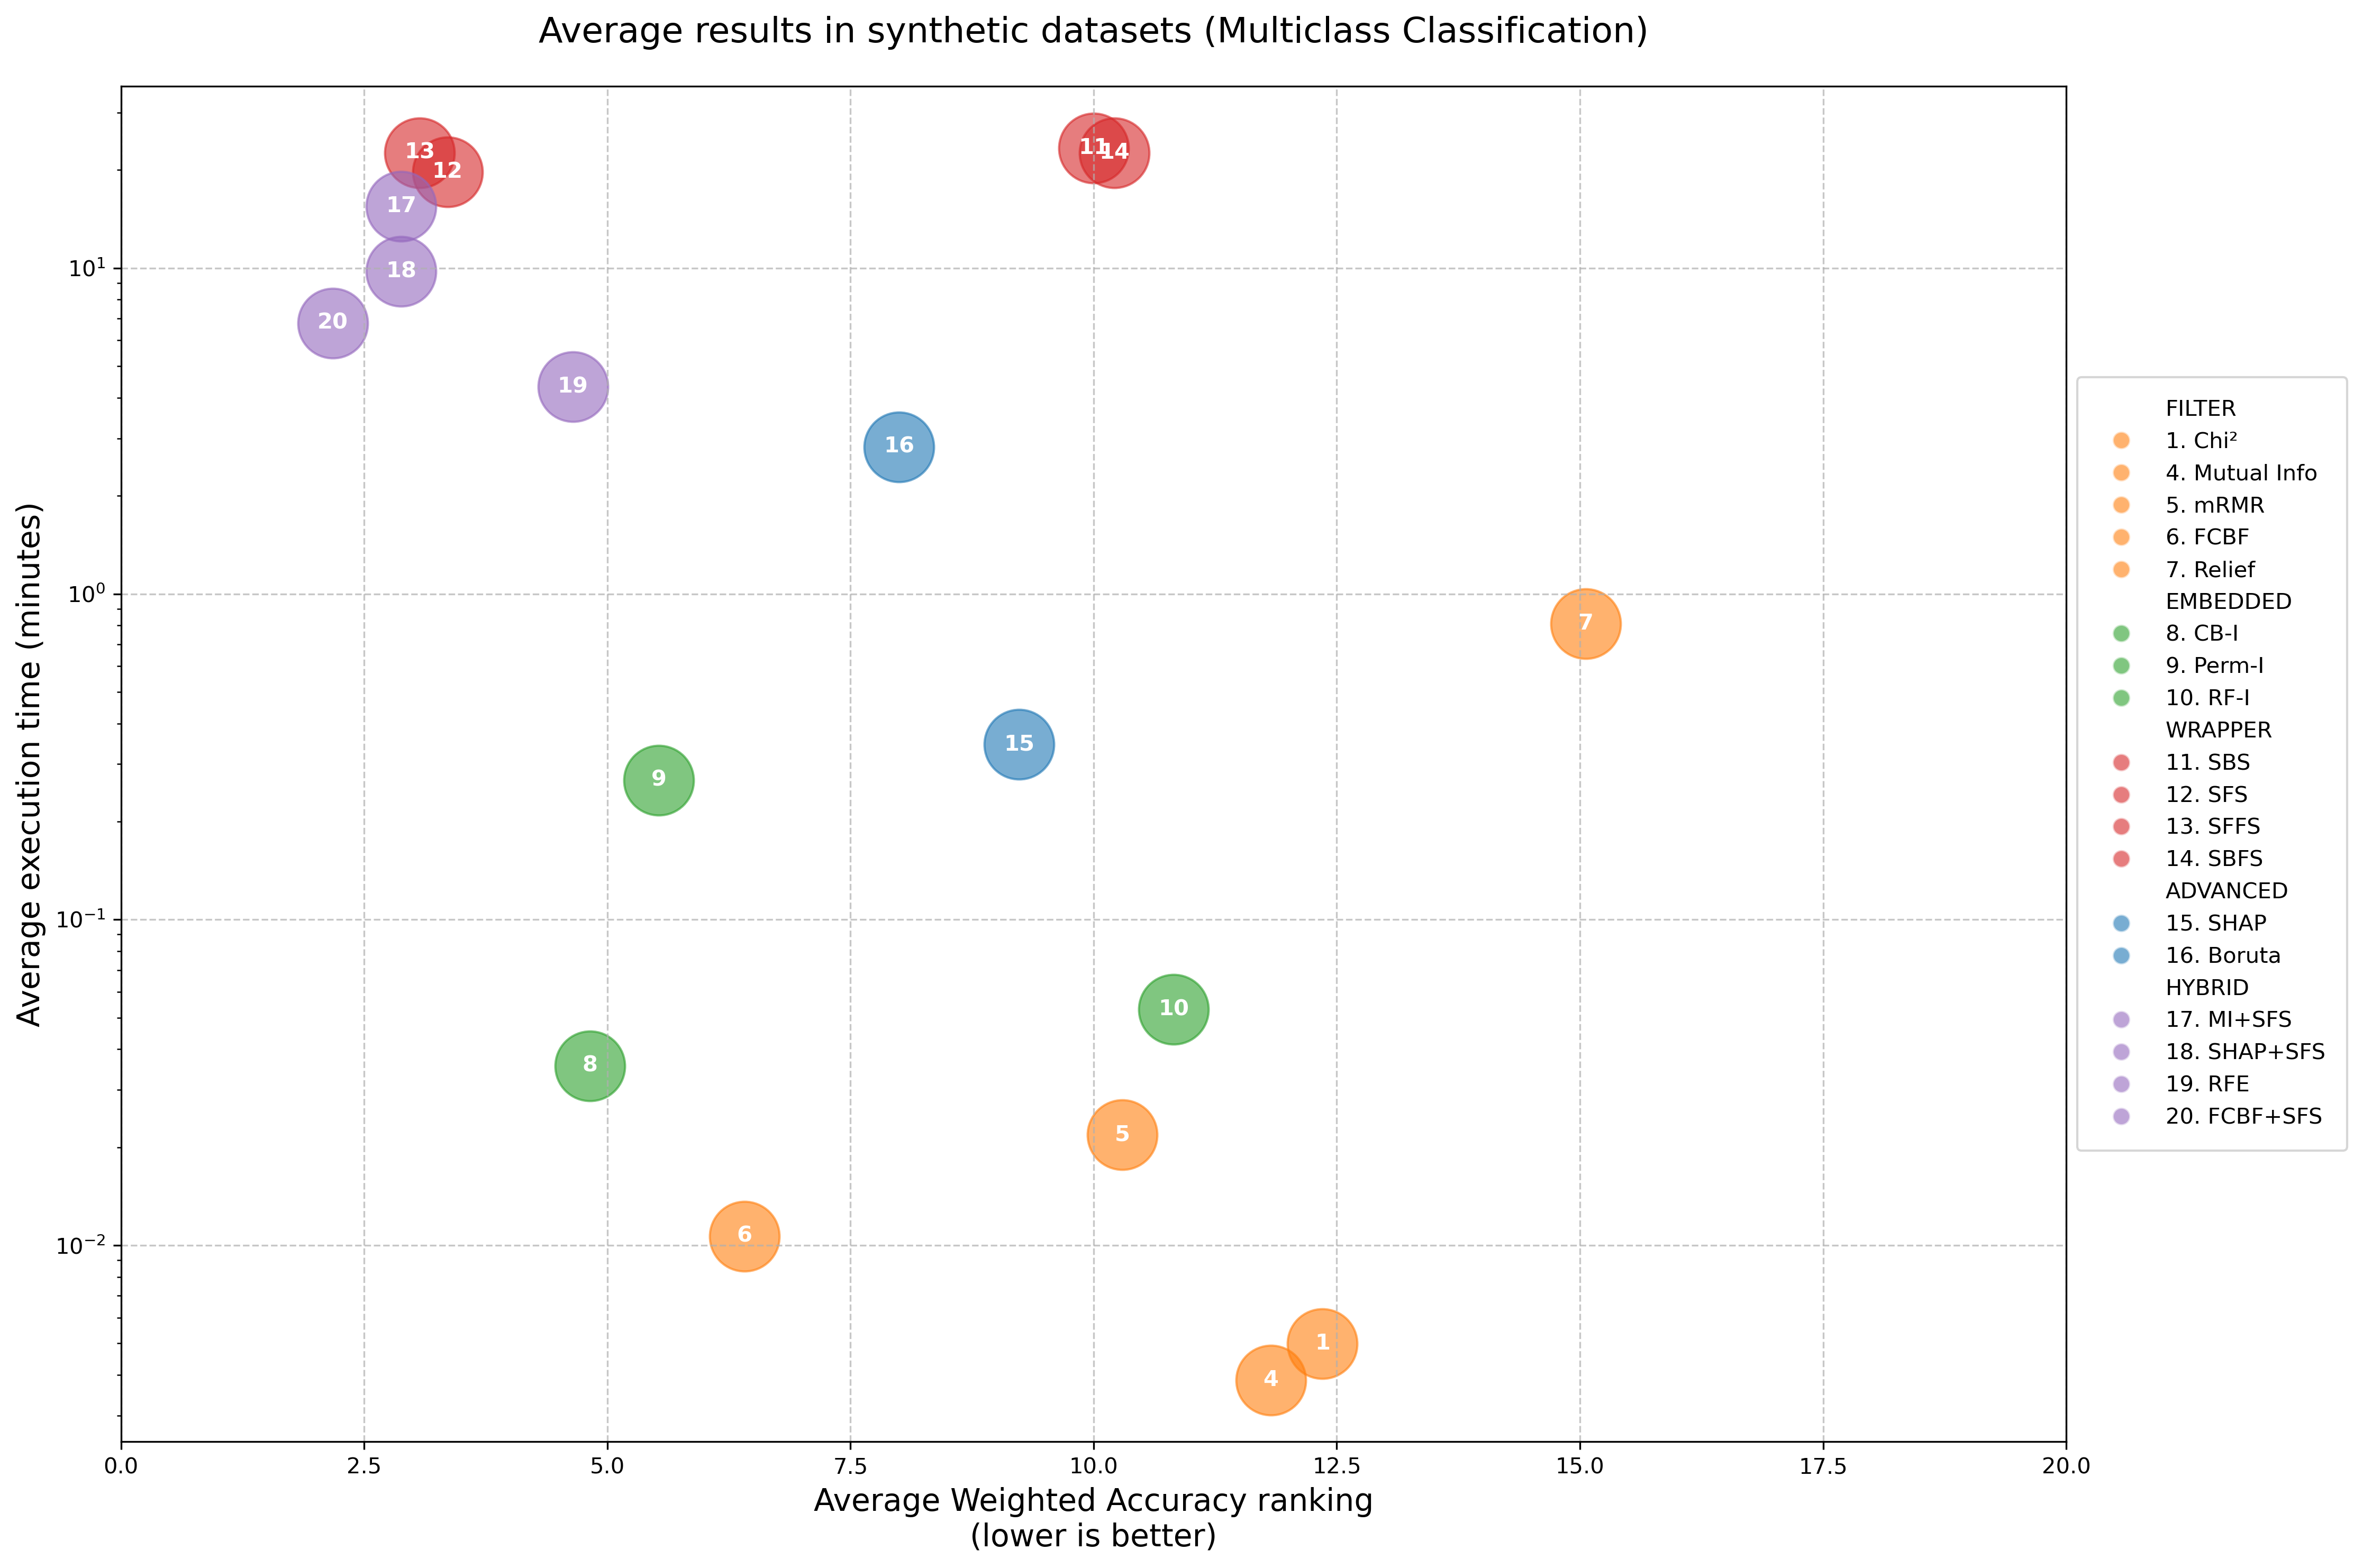 Average results in synthetic datasets (Multiclass Classification)
Average execution time (minutes)
10¹
10⁰
10⁻¹
10⁻²
13
12
11
14
17
18
20
19
16
7
15
9
10
8
5
6
1
4
0.0 2.5 5.0 7.5 10.0 12.5 15.0 17.5 20.0
Average Weighted Accuracy ranking
(lower is better)
FILTER
1. Chi²
4. Mutual Info
5. mRMR
6. FCBF
7. Relief
EMBEDDED
8. CB-I
9. Perm-I
10. RF-I
WRAPPER
11. SBS
12. SFS
13. SFFS
14. SBFS
ADVANCED
15. SHAP
16. Boruta
HYBRID
17. MI+SFS
18. SHAP+SFS
19. RFE
20. FCBF+SFS